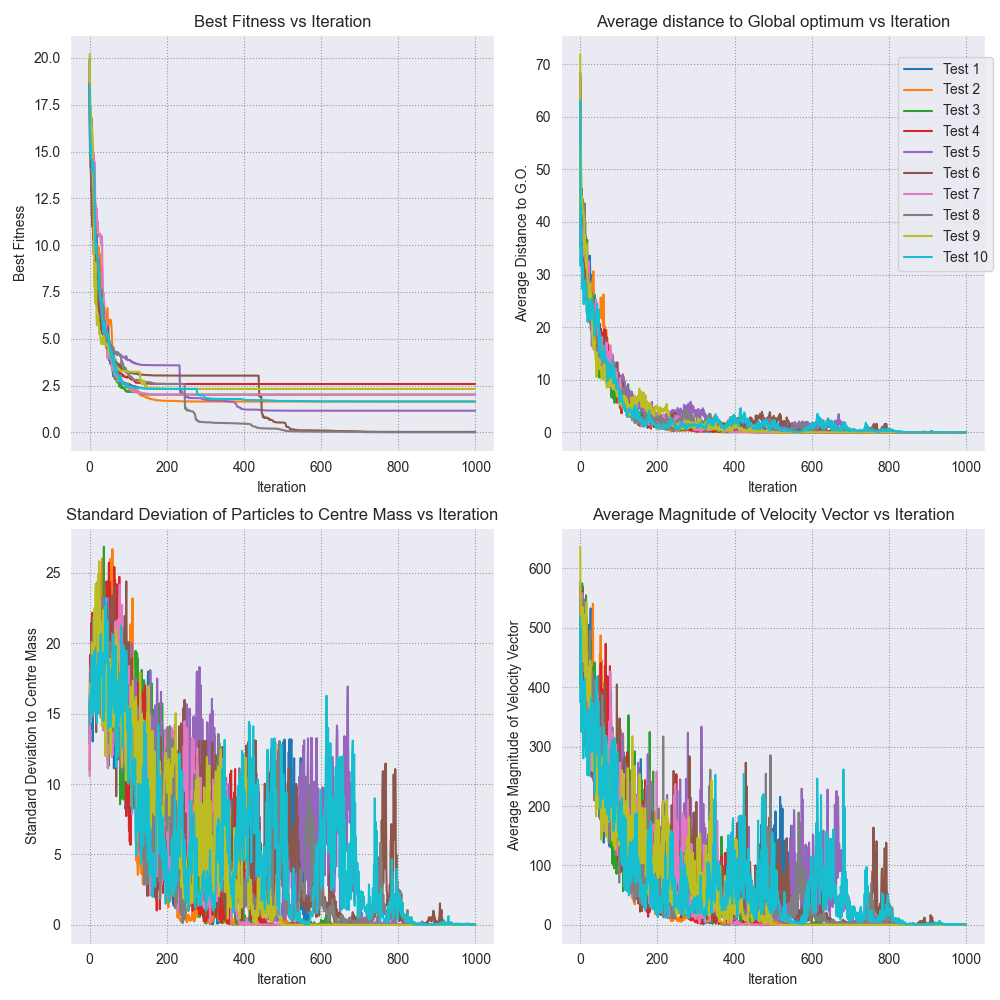 Best Fitness vs Iteration
20.0
17.5
15.0
12.5
10.0
7.5
5.0
2.5
0.0
Best Fitness
0 200 400 600 800 1000
Iteration
Average distance to Global optimum vs Iteration
70
60
50
40
30
20
10
0
Average Distance to G.O.
0 200 400 600 800 1000
Iteration
Test 1
Test 2
Test 3
Test 4
Test 5
Test 6
Test 7
Test 8
Test 9
Test 10
Standard Deviation of Particles to Centre Mass vs Iteration
25
20
15
10
5
0
Standard Deviation to Centre Mass
0 200 400 600 800 1000
Iteration
Average Magnitude of Velocity Vector vs Iteration
600
500
400
300
200
100
0
Average Magnitude of Velocity Vector
0 200 400 600 800 1000
Iteration